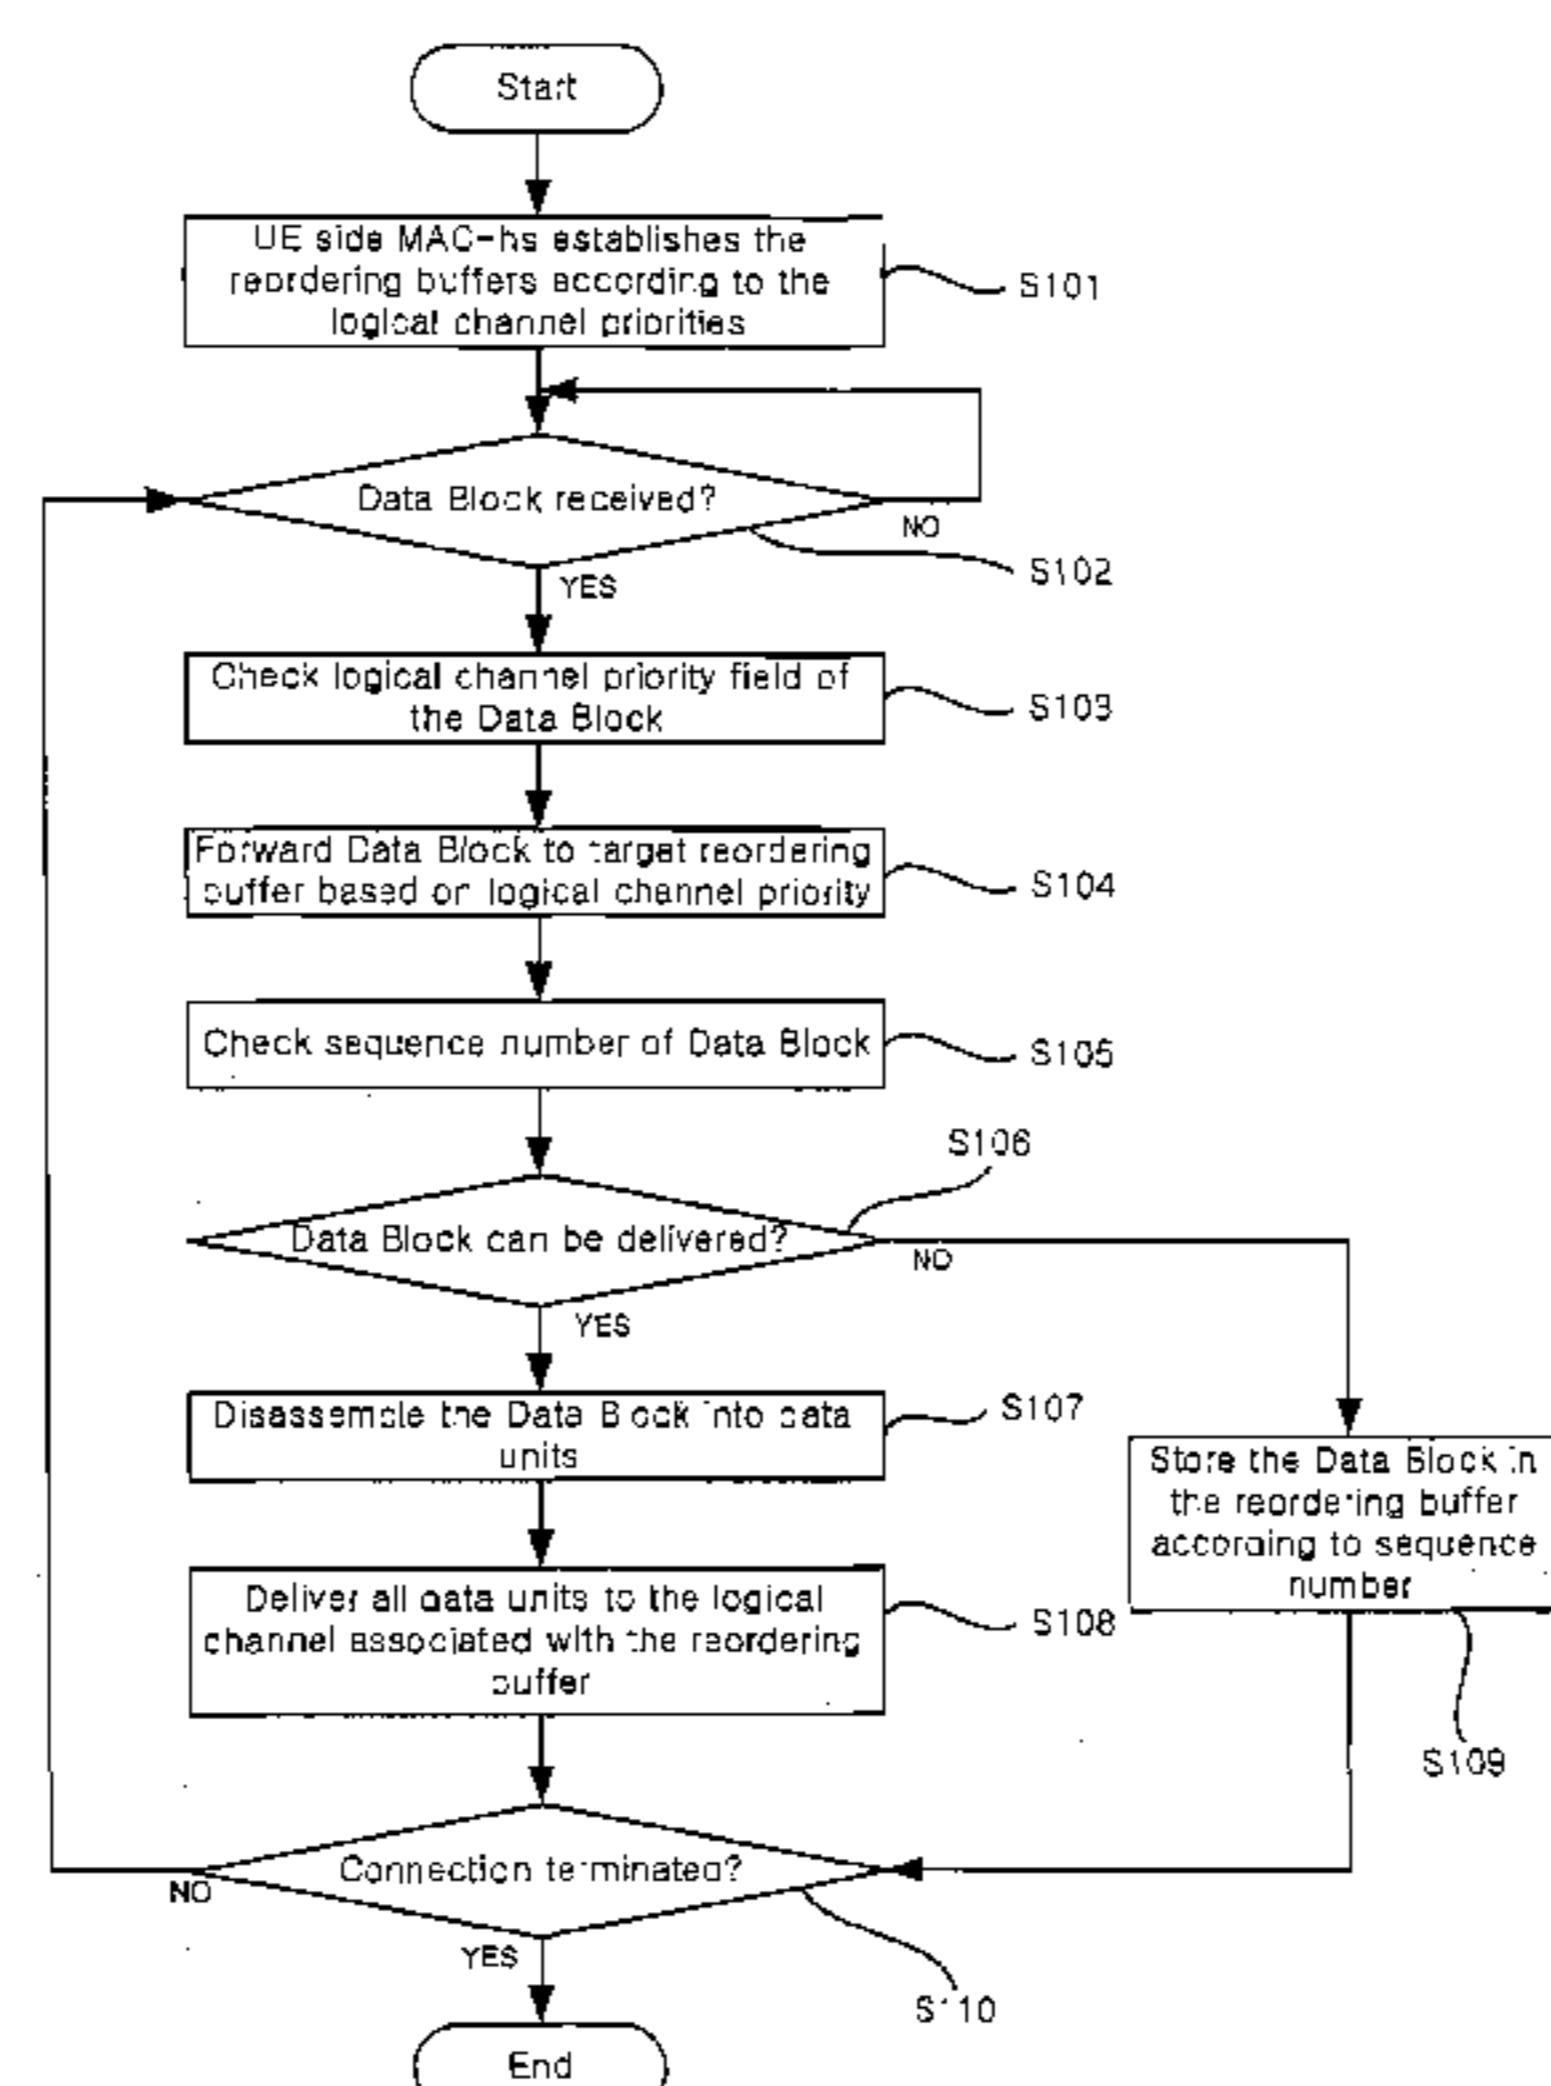 Start
UE side MAC-hs establishes the
reordering buffers according to the
logical channel priorities
S101
Data Block received?
NO
S102
YES
Check logical channel priority field of
the Data Block
S103
Forward Data Block to target reordering
buffer based on logical channel priority
S104
Check sequence number of Data Block
S105
S106
Data Block can be delivered?
NO
YES
Disassemble the Data Block into data
units
S107
Store the Data Block in
the reordering buffer
according to sequence
number
Deliver all data units to the logical
channel associated with the reordering
buffer
S108
S109
Connection terminated?
NO
YES
S110
End